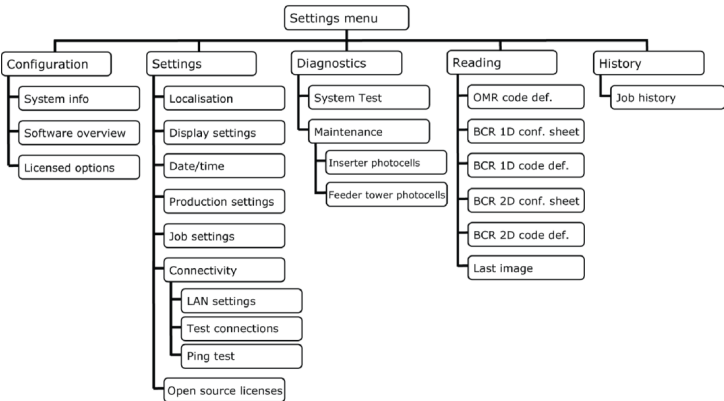 Settings menu
Configuration
System info
Software overview
Licensed options
Settings
Localisation
Display settings
Date/time
Production settings
Job settings
Connectivity
LAN settings
Test connections
Ping test
Open source licenses
Diagnostics
System Test
Maintenance
Inserter photocells
Feeder tower photocells
Reading
OMR code def.
BCR 1D conf. sheet
BCR 1D code def.
BCR 2D conf. sheet
BCR 2D code def.
Last image
History
Job history